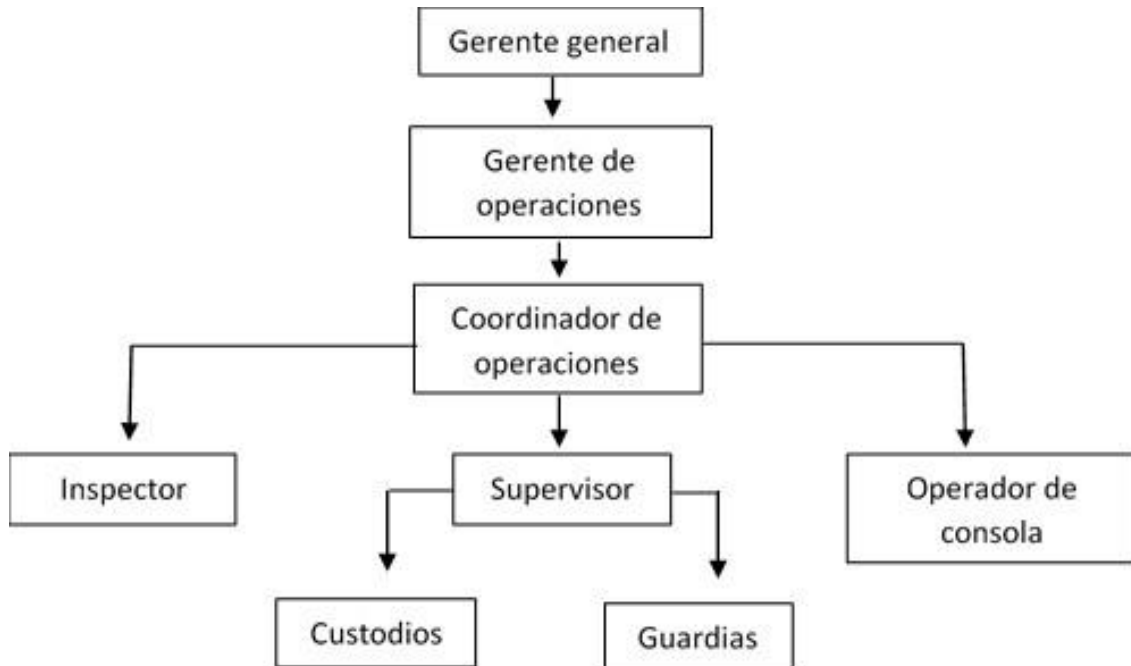 Gerente general
Gerente de
operaciones
Coordinador de
operaciones
Inspector
Supervisor
Operador de
consola
Custodios
Guardias